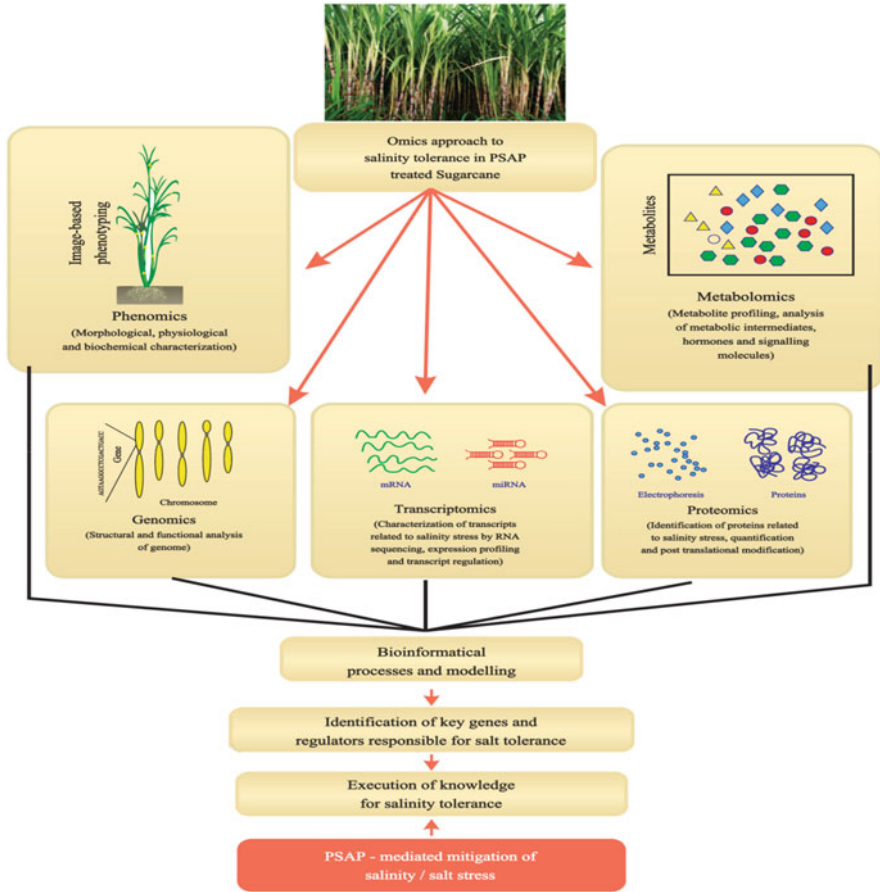 Omics approach to
salinity tolerance in PSAP
treated Sugarcane
Image-based
phenotyping
Phenomics
(Morphological, physiological
and biochemical characterization)
Metabolites
Metabolomics
(Metabolite profiling, analysis
of metabolic intermediates,
hormones and signalling
molecules)
Gene
Chromosome
Genomics
(Structural and functional analysis
of genome)
mRNA
miRNA
Transcriptomics
(Characterization of transcripts
related to salinity stress by RNA
sequencing, expression profiling
and transcript regulation)
Electrophoresis
Proteins
Proteomics
(Identification of proteins related
to salinity stress, quantification
and post translational modification)
Bioinformatical
processes and modelling
Identification of key genes and
regulators responsible for salt tolerance
Execution of knowledge
for salinity tolerance
PSAP - mediated mitigation of
salinity / salt stress